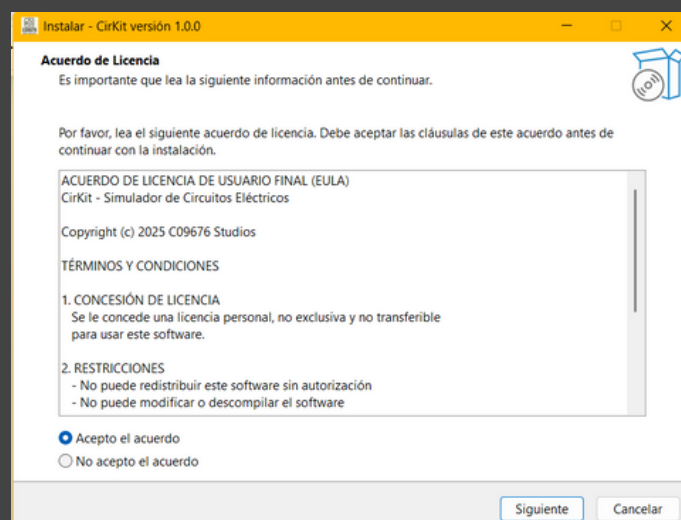 Instalar - CirKit versión 1.0.0
Acuerdo de Licencia
Es importante que lea la siguiente información antes de continuar.
Por favor, lea el siguiente acuerdo de licencia. Debe aceptar las cláusulas de este acuerdo antes de
continuar con la instalación.
ACUERDO DE LICENCIA DE USUARIO FINAL (EULA)
CirKit - Simulador de Circuitos Eléctricos
Copyright (c) 2025 C09676 Studios
TÉRMINOS Y CONDICIONES
1. CONCESIÓN DE LICENCIA
Se le concede una licencia personal, no exclusiva y no transferible
para usar este software.
2. RESTRICCIONES
- No puede redistribuir este software sin autorización
- No puede modificar o descompilar el software
Acepto el acuerdo
No acepto el acuerdo
Siguiente
Cancelar